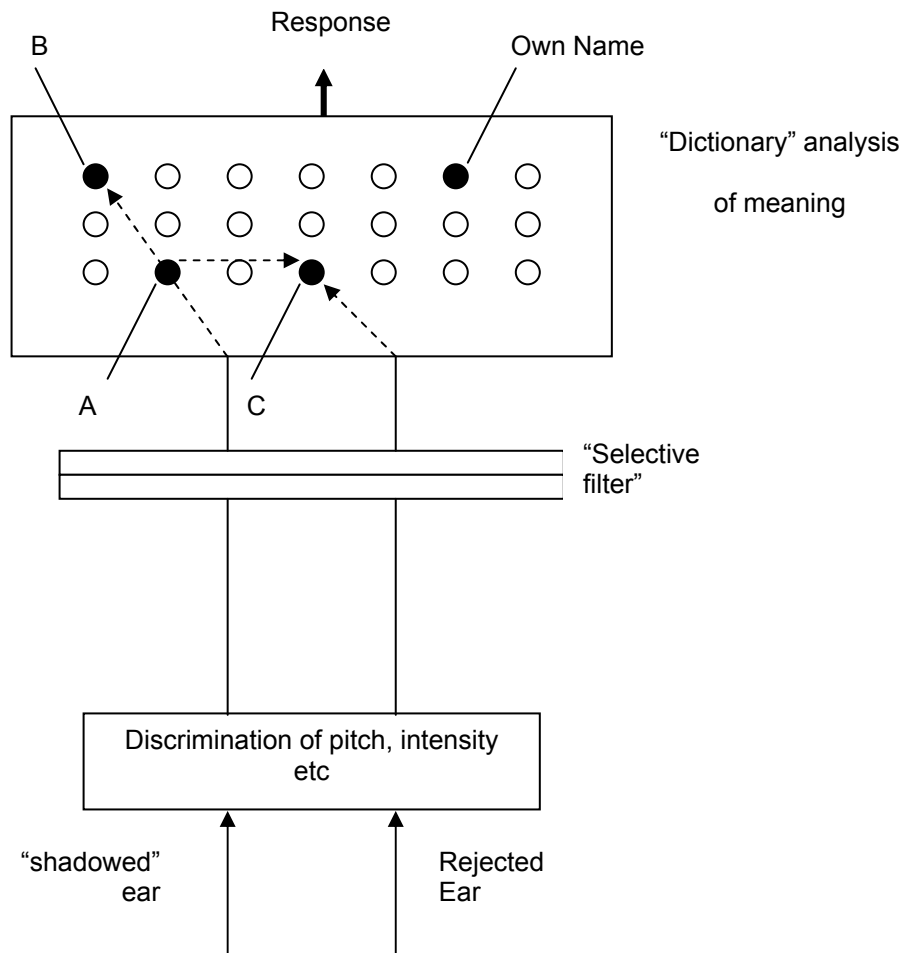 Response
B
Own Name
“Dictionary” analysis
of meaning
A
C
“Selective
filter”
Discrimination of pitch, intensity
etc
“shadowed”
ear
Rejected
Ear